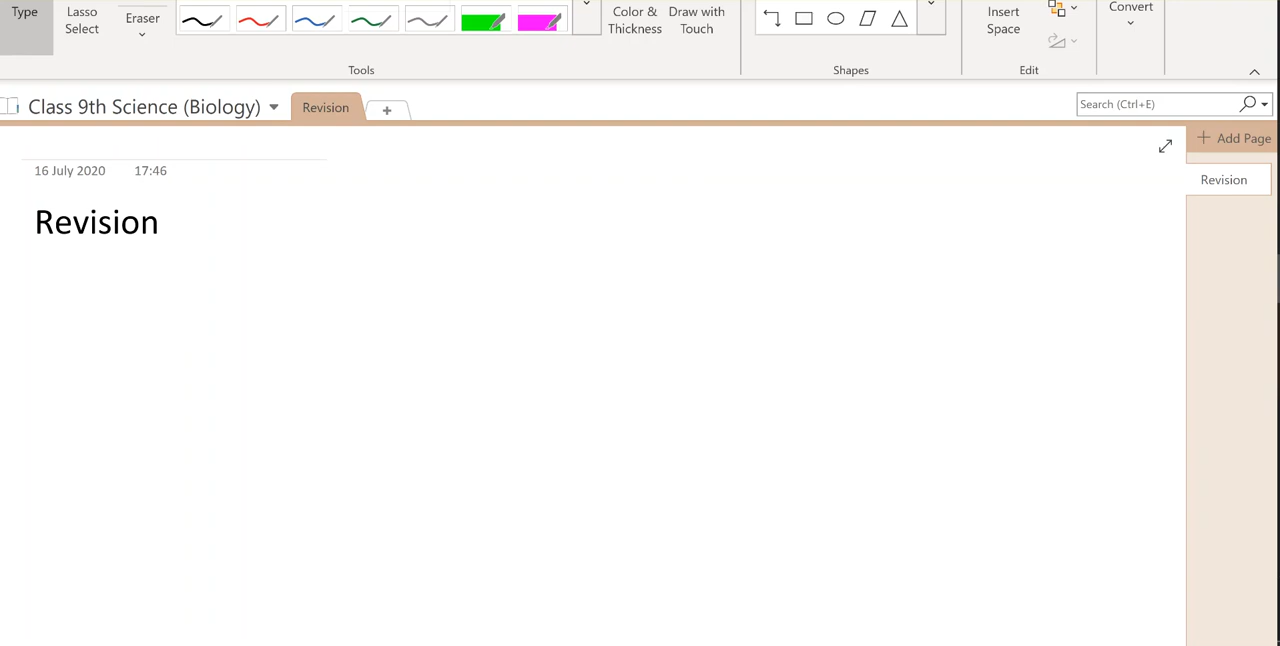 Type
Lasso
Select
Eraser
Color &
Thickness
Draw with
Touch
Insert
Space
Convert
Tools
Shapes
Edit
Class 9th Science (Biology)
Revision
Search (Ctrl+E)
Add Page
16 July 2020 17:46
Revision
Revision